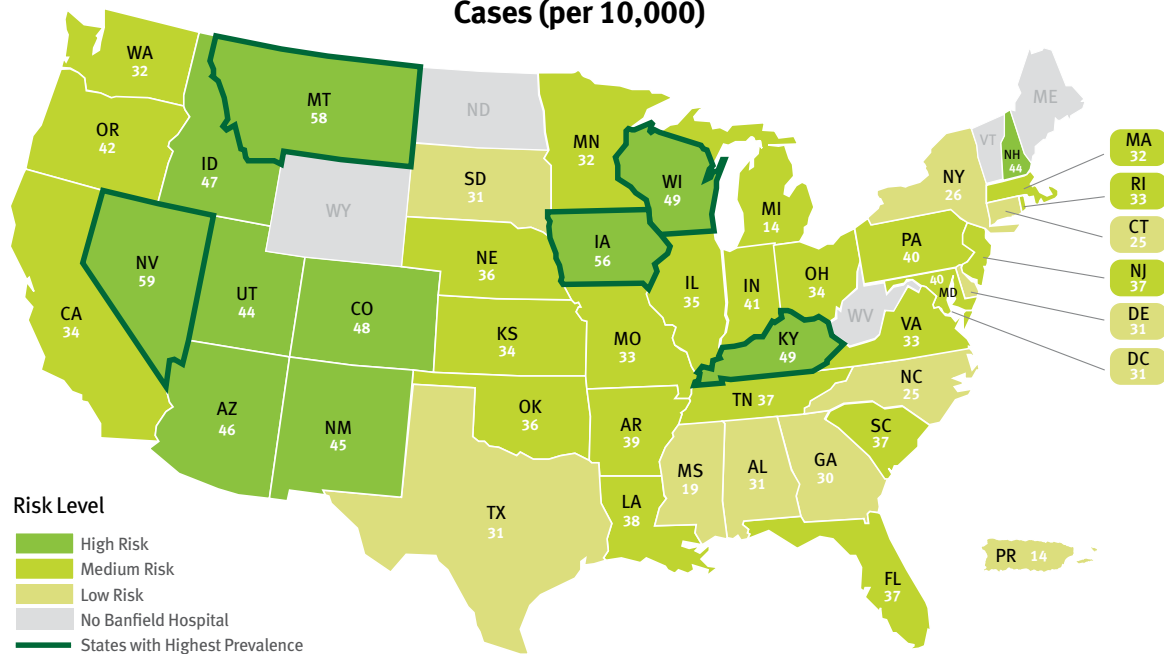 Cases (per 10,000)
WA
32
OR
42
CA
34
NV
59
ID
47
MT
58
WY
UT
44
CO
48
AZ
46
NM
45
ND
SD
31
NE
36
KS
34
OK
36
TX
31
MN
32
IA
56
MO
33
AR
39
LA
38
WI
49
IL
35
MI
14
IN
41
OH
34
KY
49
TN 37
MS
19
AL
31
GA
30
FL
37
SC
37
NC
25
VA
33
WV
PA
40
40
MD
NY
26
VT
NH
44
ME
MA
32
RI
33
CT
25
NJ
37
DE
31
DC
31
PR 14
Risk Level
High Risk
Medium Risk
Low Risk
No Banfield Hospital
States with Highest Prevalence